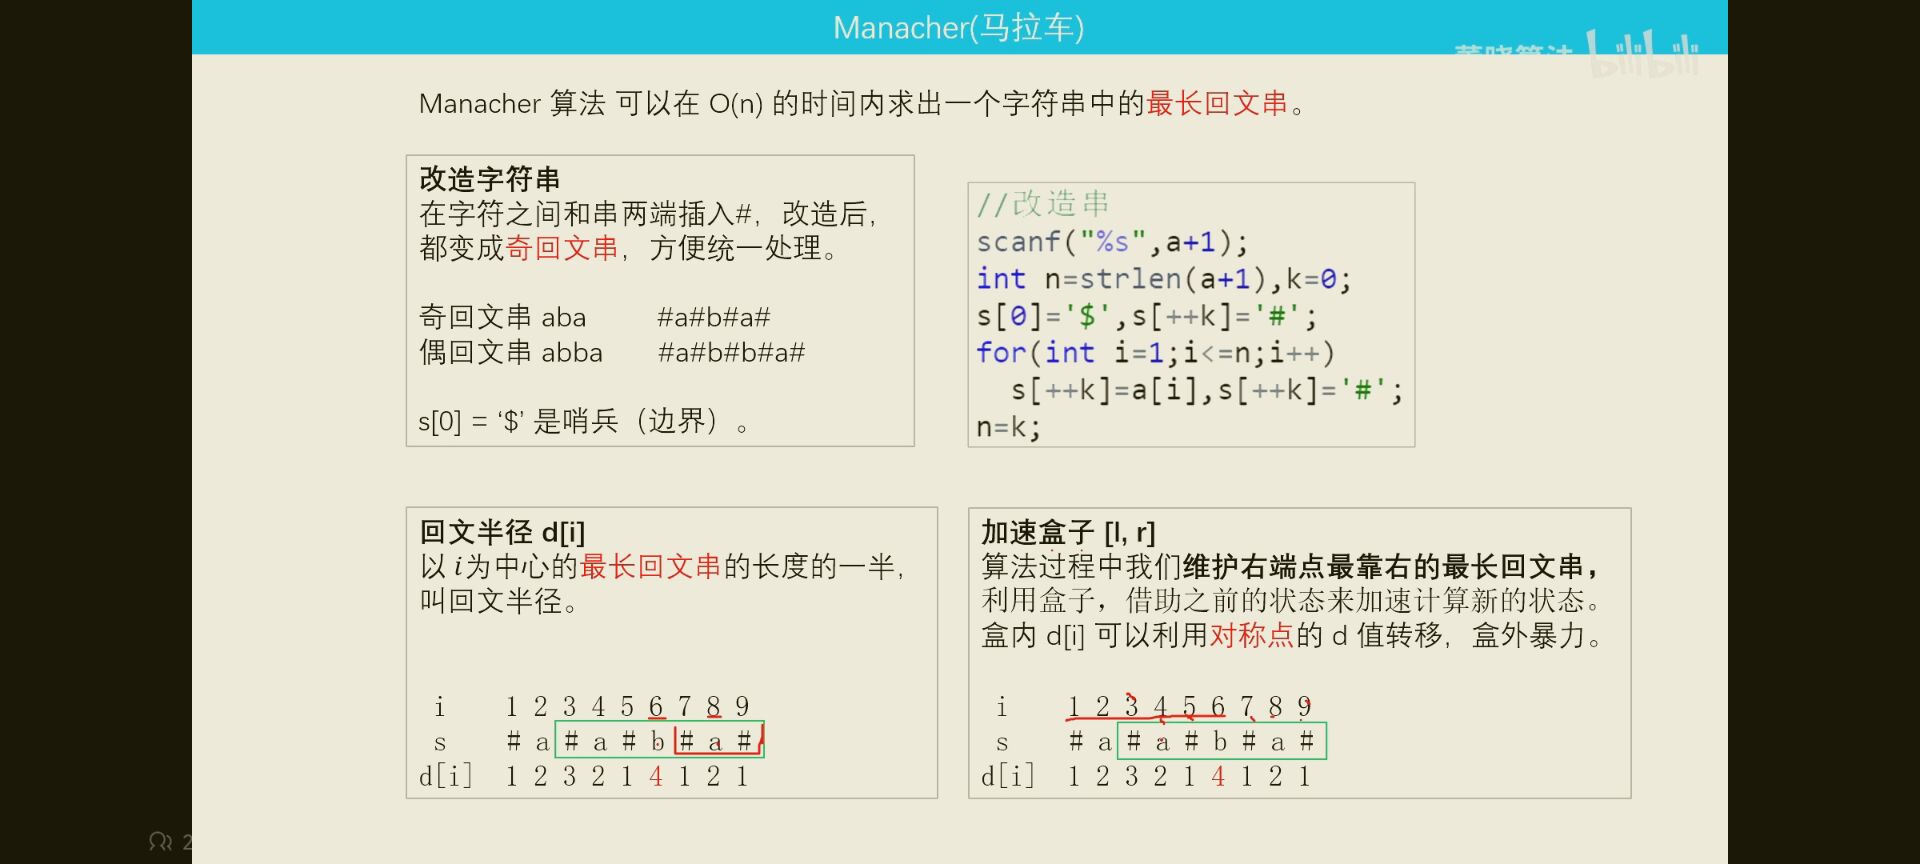 Manacher(马拉车)
董晓算法 bilibili
Manacher 算法 可以在 O(n) 的时间内求出一个字符串中的最长回文串。
改造字符串
在字符之间和串两端插入#，改造后，
都变成奇回文串，方便统一处理。
奇回文串 aba #a#b#a#
偶回文串 abba #a#b#b#a#
s[0] = ‘$’ 是哨兵（边界）。
//改造串
scanf("%s",a+1);
int n=strlen(a+1),k=0;
s[0]='$',s[++k]='#';
for(int i=1;i<=n;i++)
s[++k]=a[i],s[++k]='#';
n=k;
回文半径 d[i]
以 i 为中心的最长回文串的长度的一半，
叫回文半径。
i 1 2 3 4 5 6 7 8 9
s # a # a # b # a #
d[i] 1 2 3 2 1 4 1 2 1
加速盒子 [l, r]
算法过程中我们维护右端点最靠右的最长回文串，
利用盒子，借助之前的状态来加速计算新的状态。
盒内 d[i] 可以利用对称点的 d 值转移，盒外暴力。
i 1 2 3 4 5 6 7 8 9
s # a # a # b # a #
d[i] 1 2 3 2 1 4 1 2 1